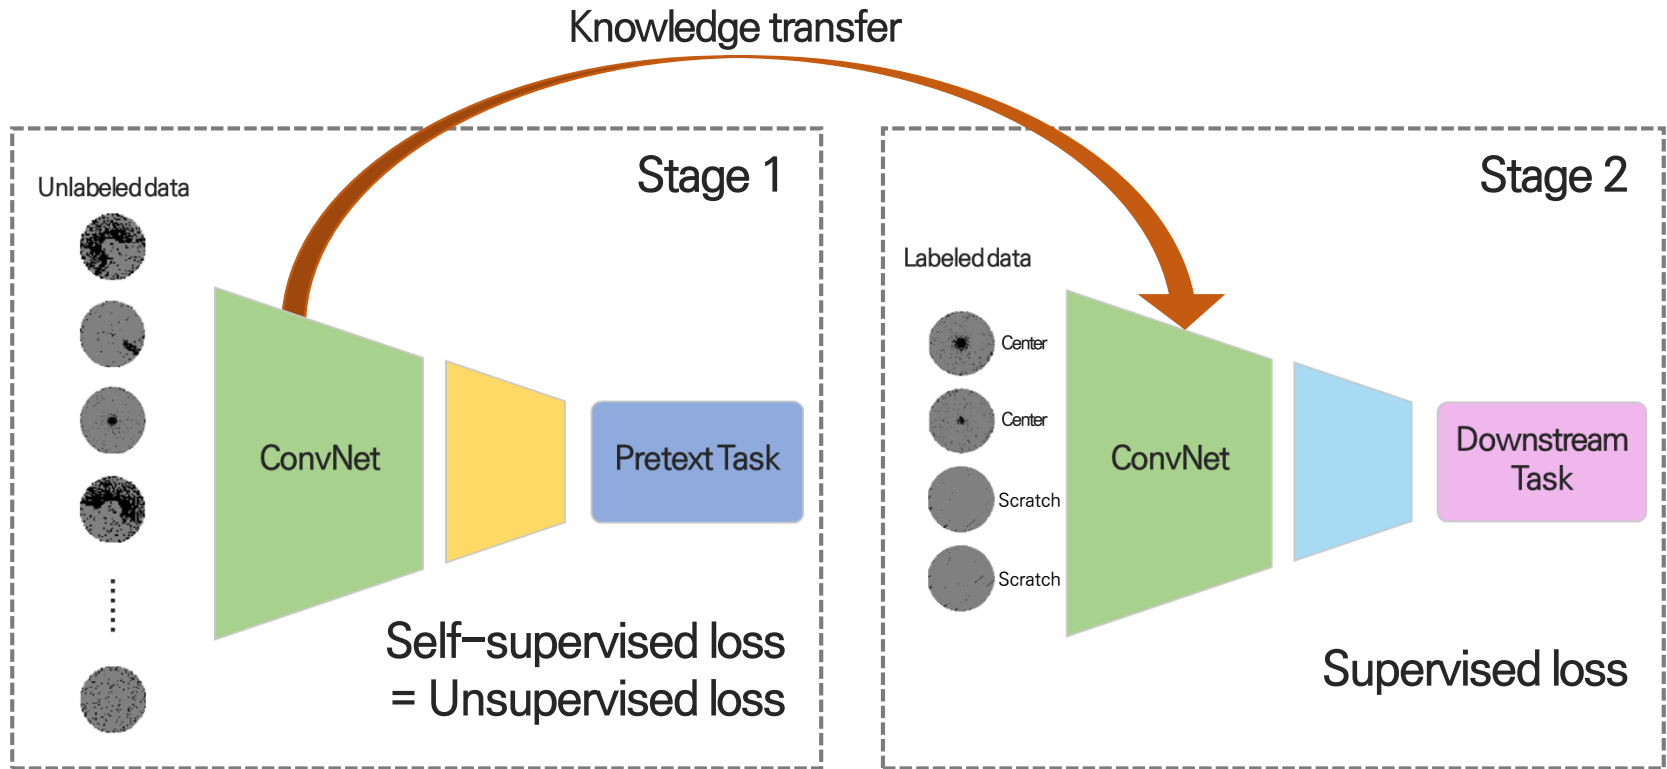 Knowledge transfer
Stage 1
Unlabeled data
ConvNet
Pretext Task
Self-supervised loss
= Unsupervised loss
Stage 2
Labeled data
Center
Center
Scratch
Scratch
ConvNet
Downstream
Task
Supervised loss